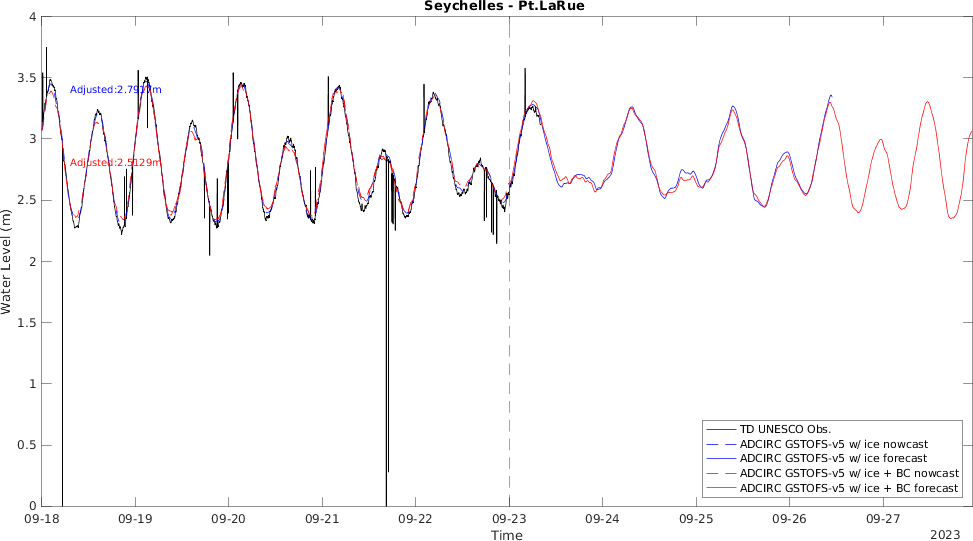 Seychelles - Pt.LaRue
4
3.5
3
2.5
2
1.5
1
0.5
0
Water Level (m)
Adjusted:2.7917m
Adjusted:2.5129m
TD UNESCO Obs.
ADCIRC GSTOFS-v5 w/ ice nowcast
ADCIRC GSTOFS-v5 w/ ice forecast
ADCIRC GSTOFS-v5 w/ ice + BC nowcast
ADCIRC GSTOFS-v5 w/ ice + BC forecast
09-18 09-19 09-20 09-21 09-22 09-23 09-24 09-25 09-26 09-27
Time
2023